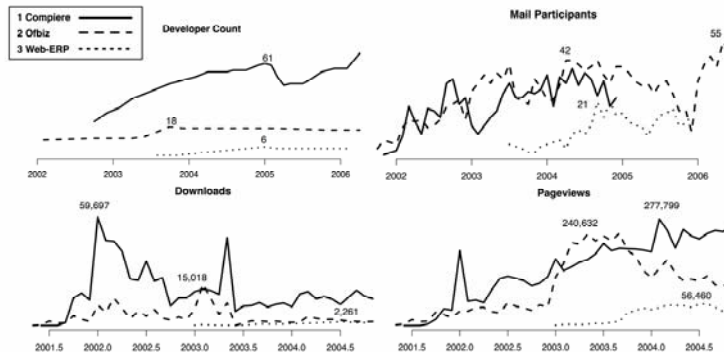 1 Compiere
2 Ofbiz
3 Web-ERP
Developer Count
61
18
6
2002 2003 2004 2005 2006
Mail Participants
55
42
21
2002 2003 2004 2005 2006
Downloads
59,697
15,018
2,261
2001.5 2002.0 2002.5 2003.0 2003.5 2004.0 2004.5
Pageviews
277,799
240,632
56,460
2001.5 2002.0 2002.5 2003.0 2003.5 2004.0 2004.5